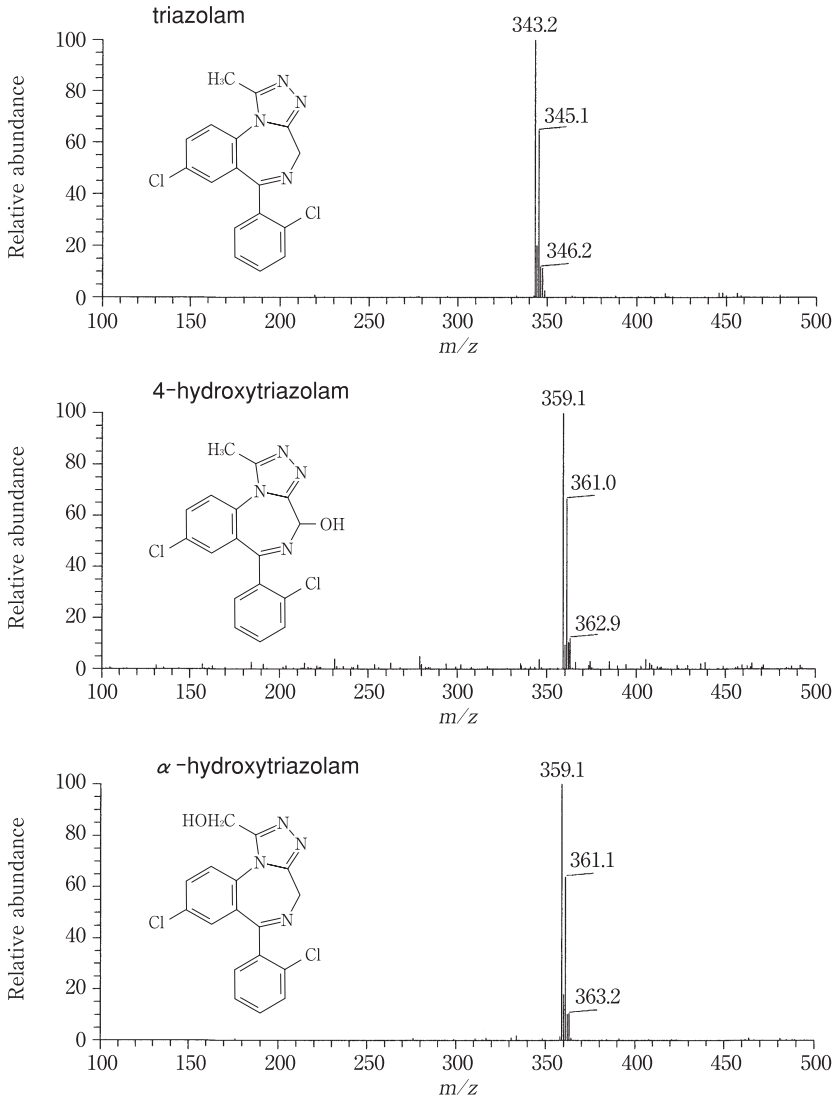 triazolam
343.2
345.1
346.2
Relative abundance
100
80
60
40
20
0
H₃C
N
N
N
N
Cl
Cl
100 150 200 250 300 350 400 450 500
m/z
4-hydroxytriazolam
359.1
361.0
362.9
Relative abundance
100
80
60
40
20
0
H₃C
N
N
N
OH
N
Cl
Cl
100 150 200 250 300 350 400 450 500
m/z
α-hydroxytriazolam
359.1
361.1
363.2
Relative abundance
100
80
60
40
20
0
HOH₂C
N
N
N
N
Cl
Cl
100 150 200 250 300 350 400 450 500
m/z